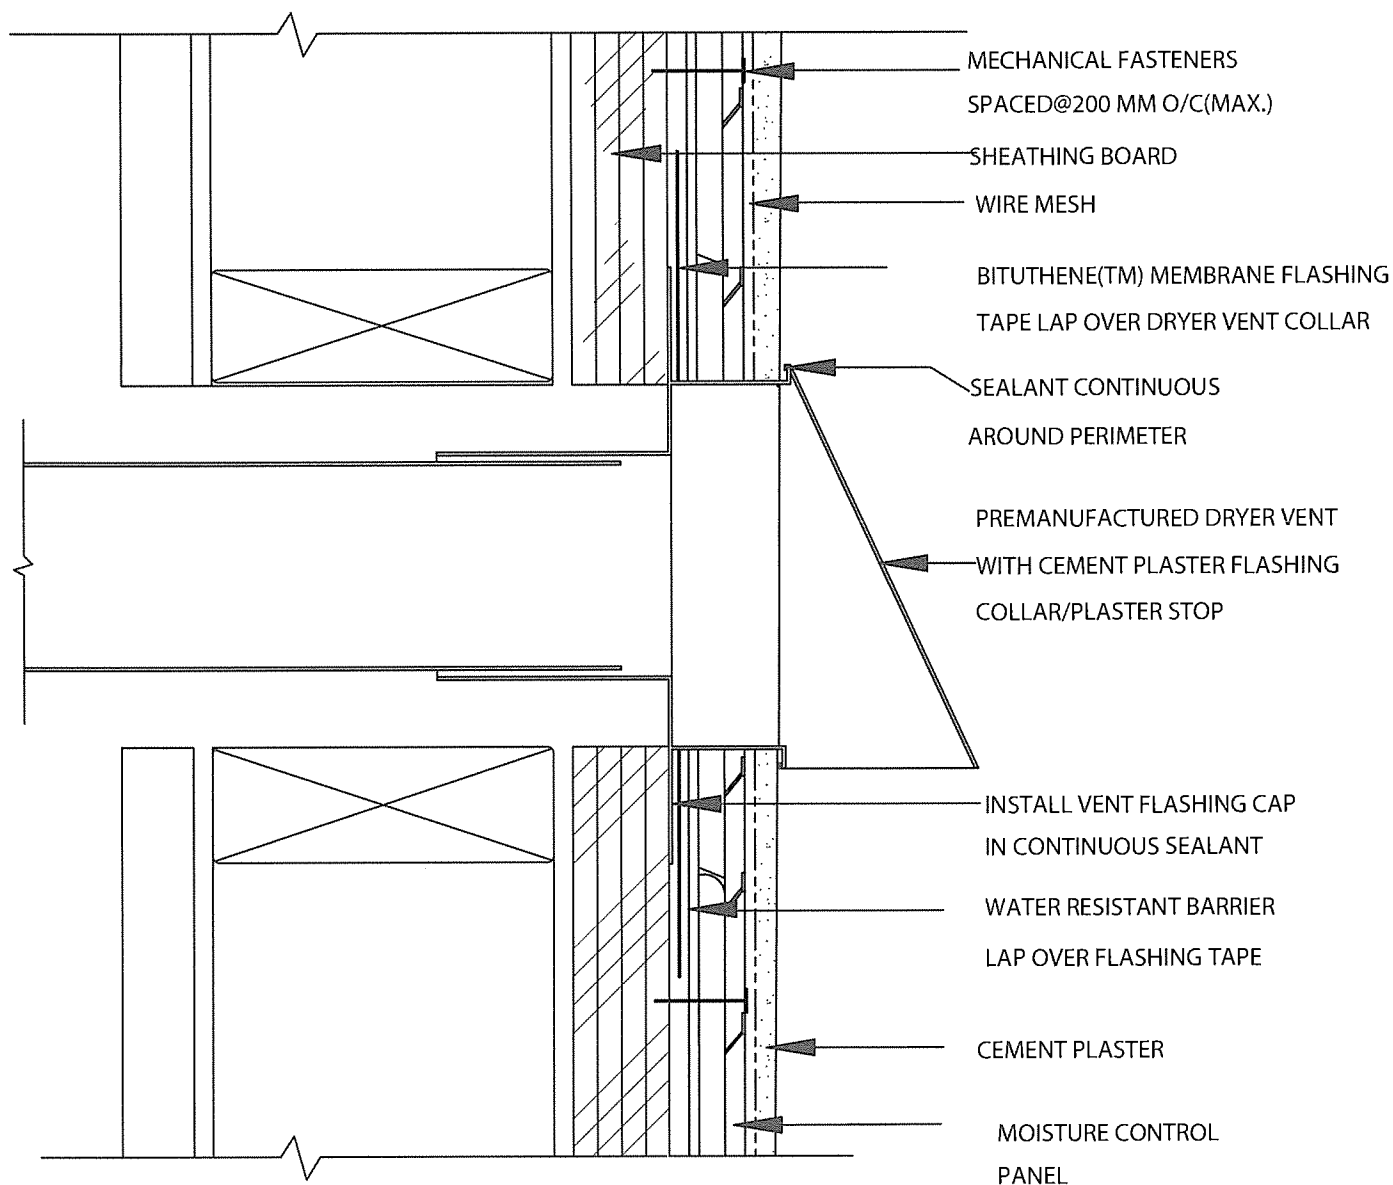 MECHANICAL FASTENERS
SPACED@200 MM O/C(MAX.)
SHEATHING BOARD
WIRE MESH
BITUTHENE(TM) MEMBRANE FLASHING
TAPE LAP OVER DRYER VENT COLLAR
SEALANT CONTINUOUS
AROUND PERIMETER
PREMANUFACTURED DRYER VENT
WITH CEMENT PLASTER FLASHING
COLLAR/PLASTER STOP
INSTALL VENT FLASHING CAP
IN CONTINUOUS SEALANT
WATER RESISTANT BARRIER
LAP OVER FLASHING TAPE
CEMENT PLASTER
MOISTURE CONTROL
PANEL